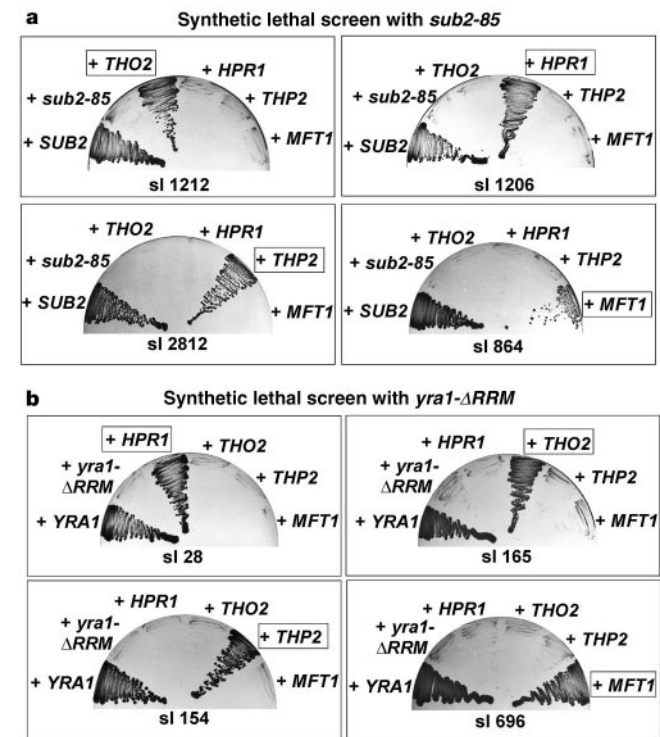 a
Synthetic lethal screen with sub2-85
+ THO2
+ HPR1
+ sub2-85
+ THP2
+ SUB2
+ MFT1
sl 1212
+ THO2
+ HPR1
+ sub2-85
+ THP2
+ SUB2
+ MFT1
sl 1206
+ THO2
+ HPR1
+ sub2-85
+ THP2
+ SUB2
+ MFT1
sl 2812
+ THO2
+ HPR1
+ sub2-85
+ THP2
+ SUB2
+ MFT1
sl 864
b
Synthetic lethal screen with yra1-ΔRRM
+ HPR1
+ THO2
+ yra1-
ΔRRM
+ THP2
+ YRA1
+ MFT1
sl 28
+ HPR1
+ THO2
+ yra1-
ΔRRM
+ THP2
+ YRA1
+ MFT1
sl 165
+ HPR1
+ THO2
+ yra1-
ΔRRM
+ THP2
+ YRA1
+ MFT1
sl 154
+ HPR1
+ THO2
+ yra1-
ΔRRM
+ THP2
+ YRA1
+ MFT1
sl 696